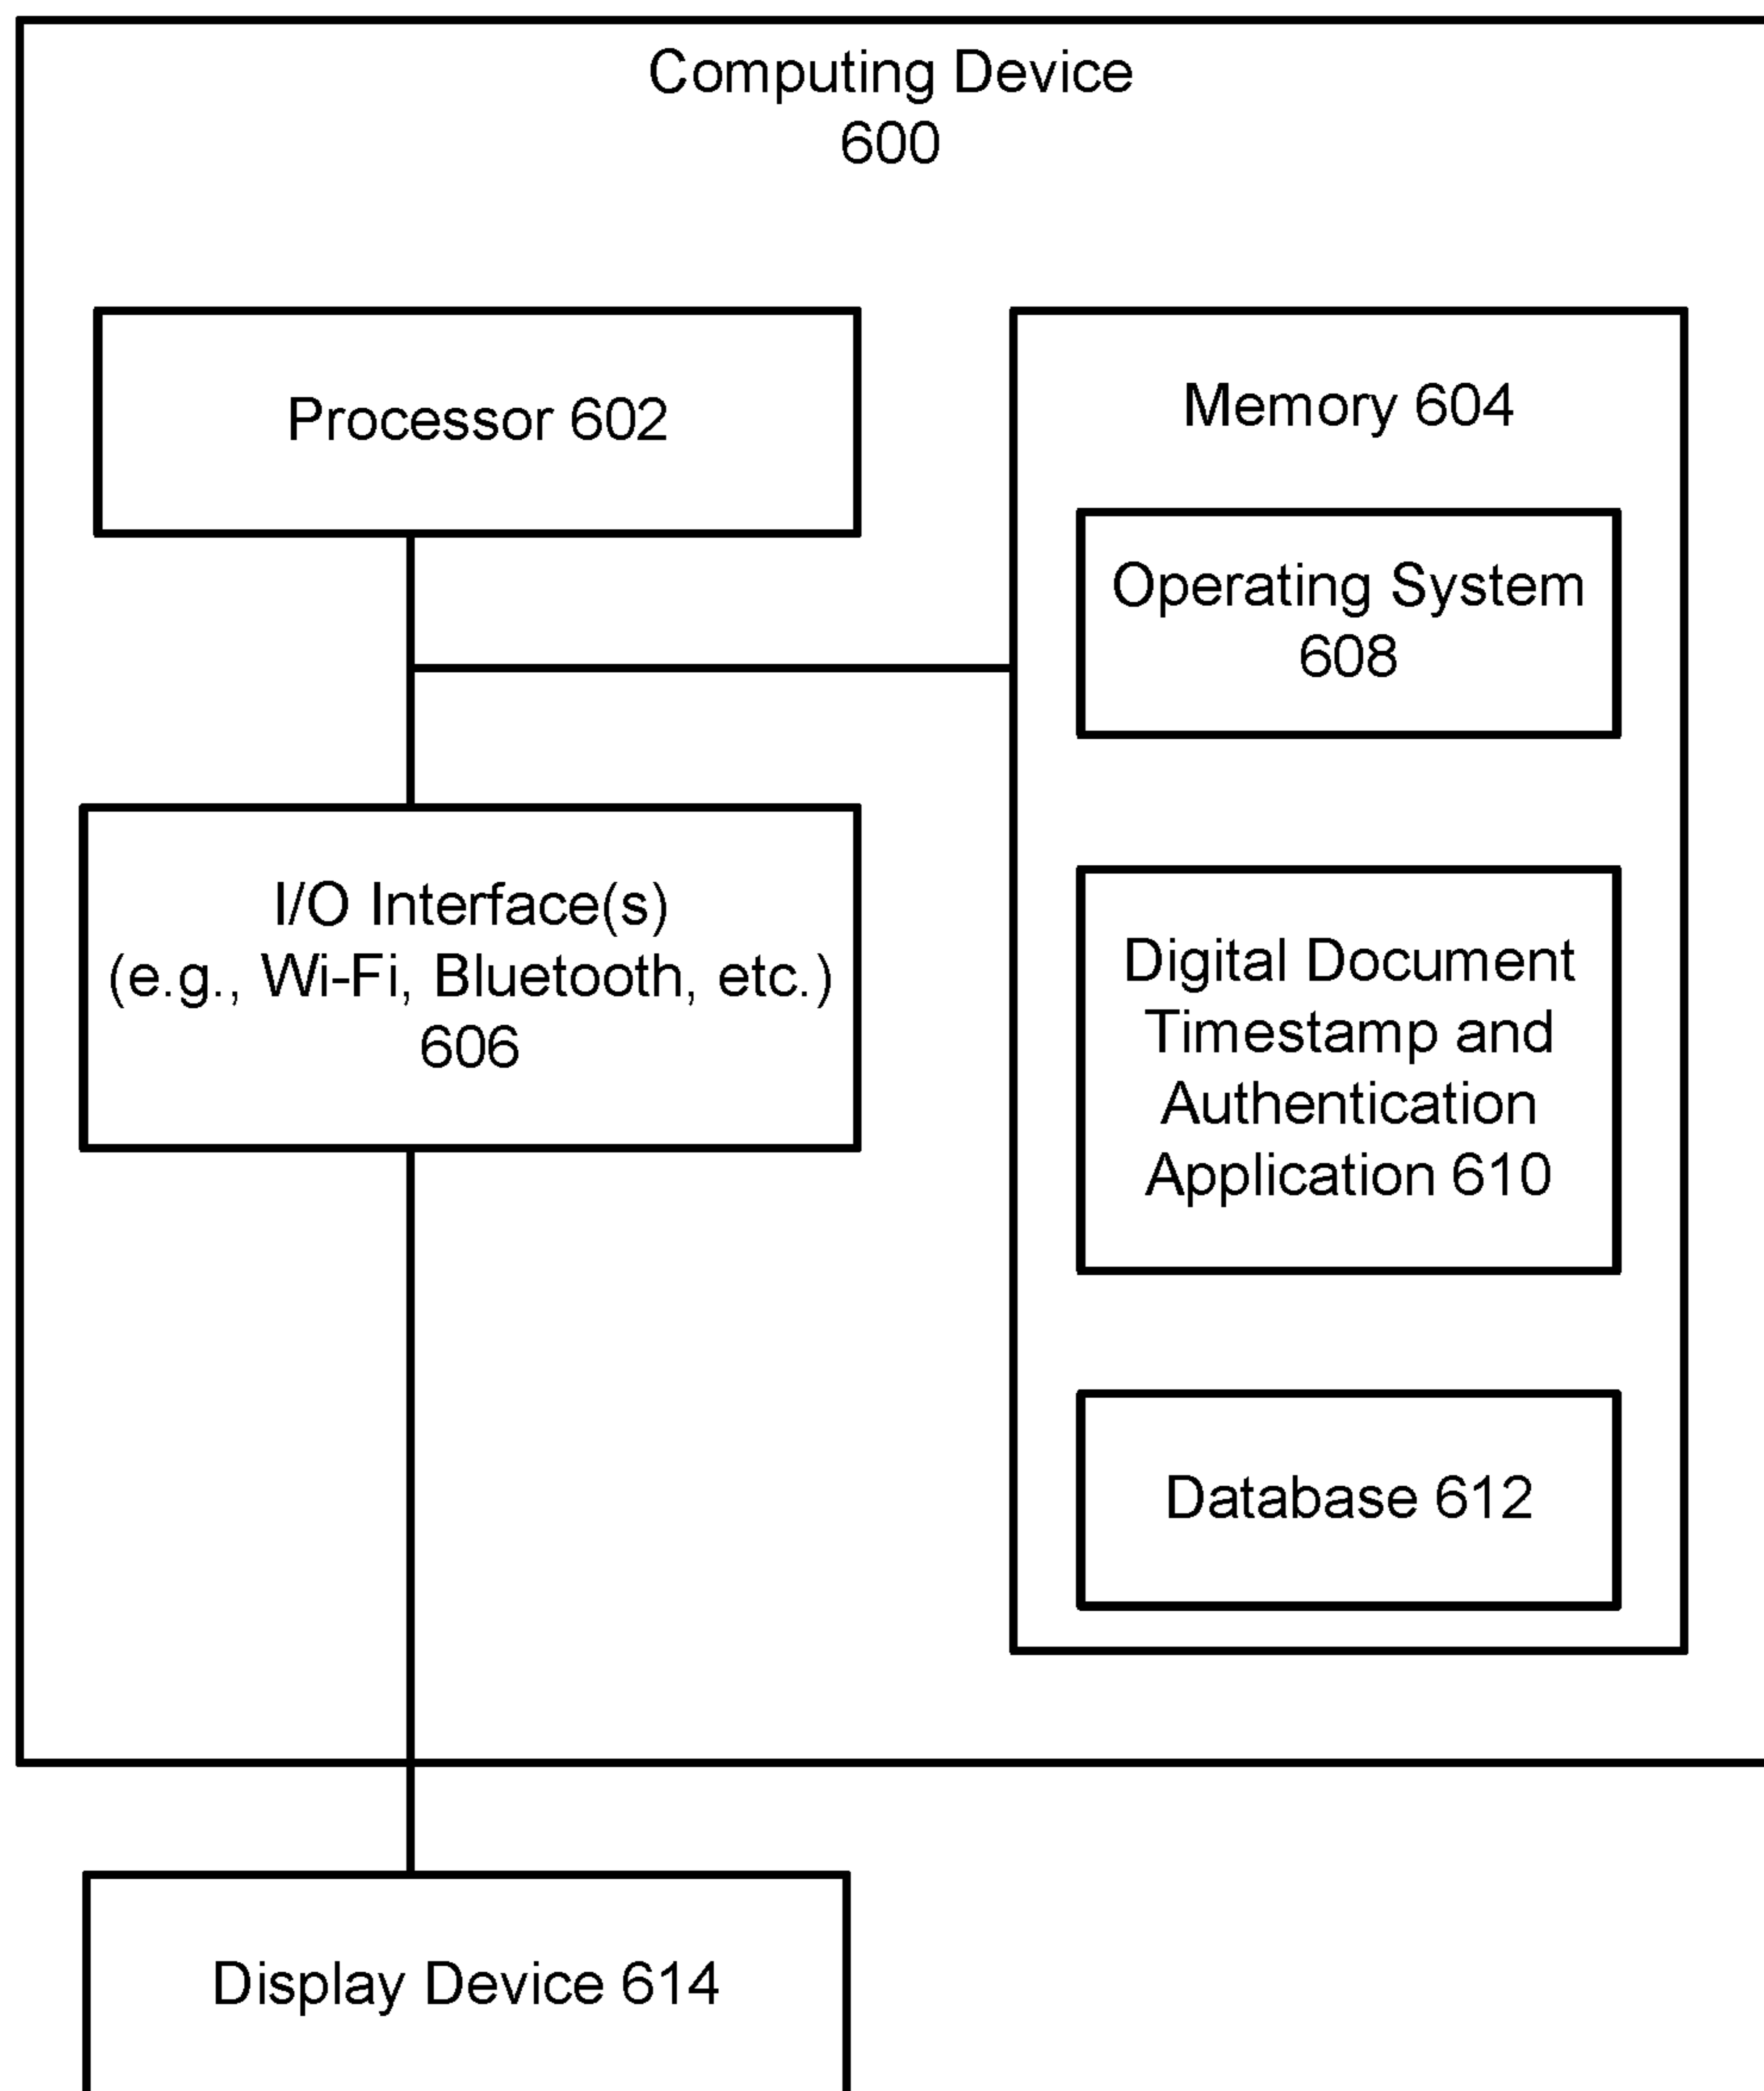 Computing Device
600
Processor 602
Memory 604
Operating System
608
I/O Interface(s)
(e.g., Wi-Fi, Bluetooth, etc.)
606
Digital Document
Timestamp and
Authentication
Application 610
Database 612
Display Device 614